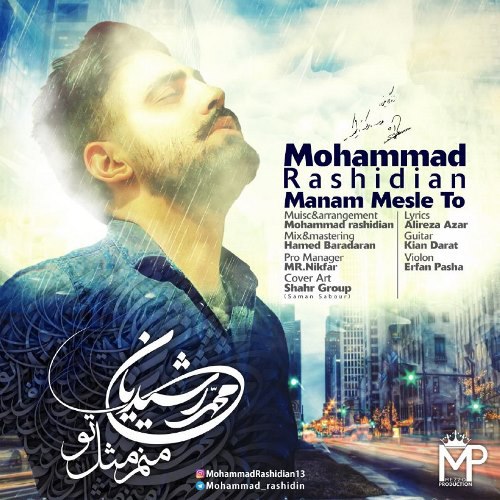 Mohammad
Rashidian
Manam Mesle To
Muisc&arrangement
Mohammad rashidian
Mix&mastering
Hamed Baradaran
Pro Manager
MR.Nikfar
Cover Art
Shahr Group
(Saman Sabour)
Lyrics
Alireza Azar
Guitar
Kian Darat
Violon
Erfan Pasha
محمد رشیدیان
منم مثل تو
MohammadRashidian13
Mohammad_rashidin
MP
MEZZO
PRODUCTION